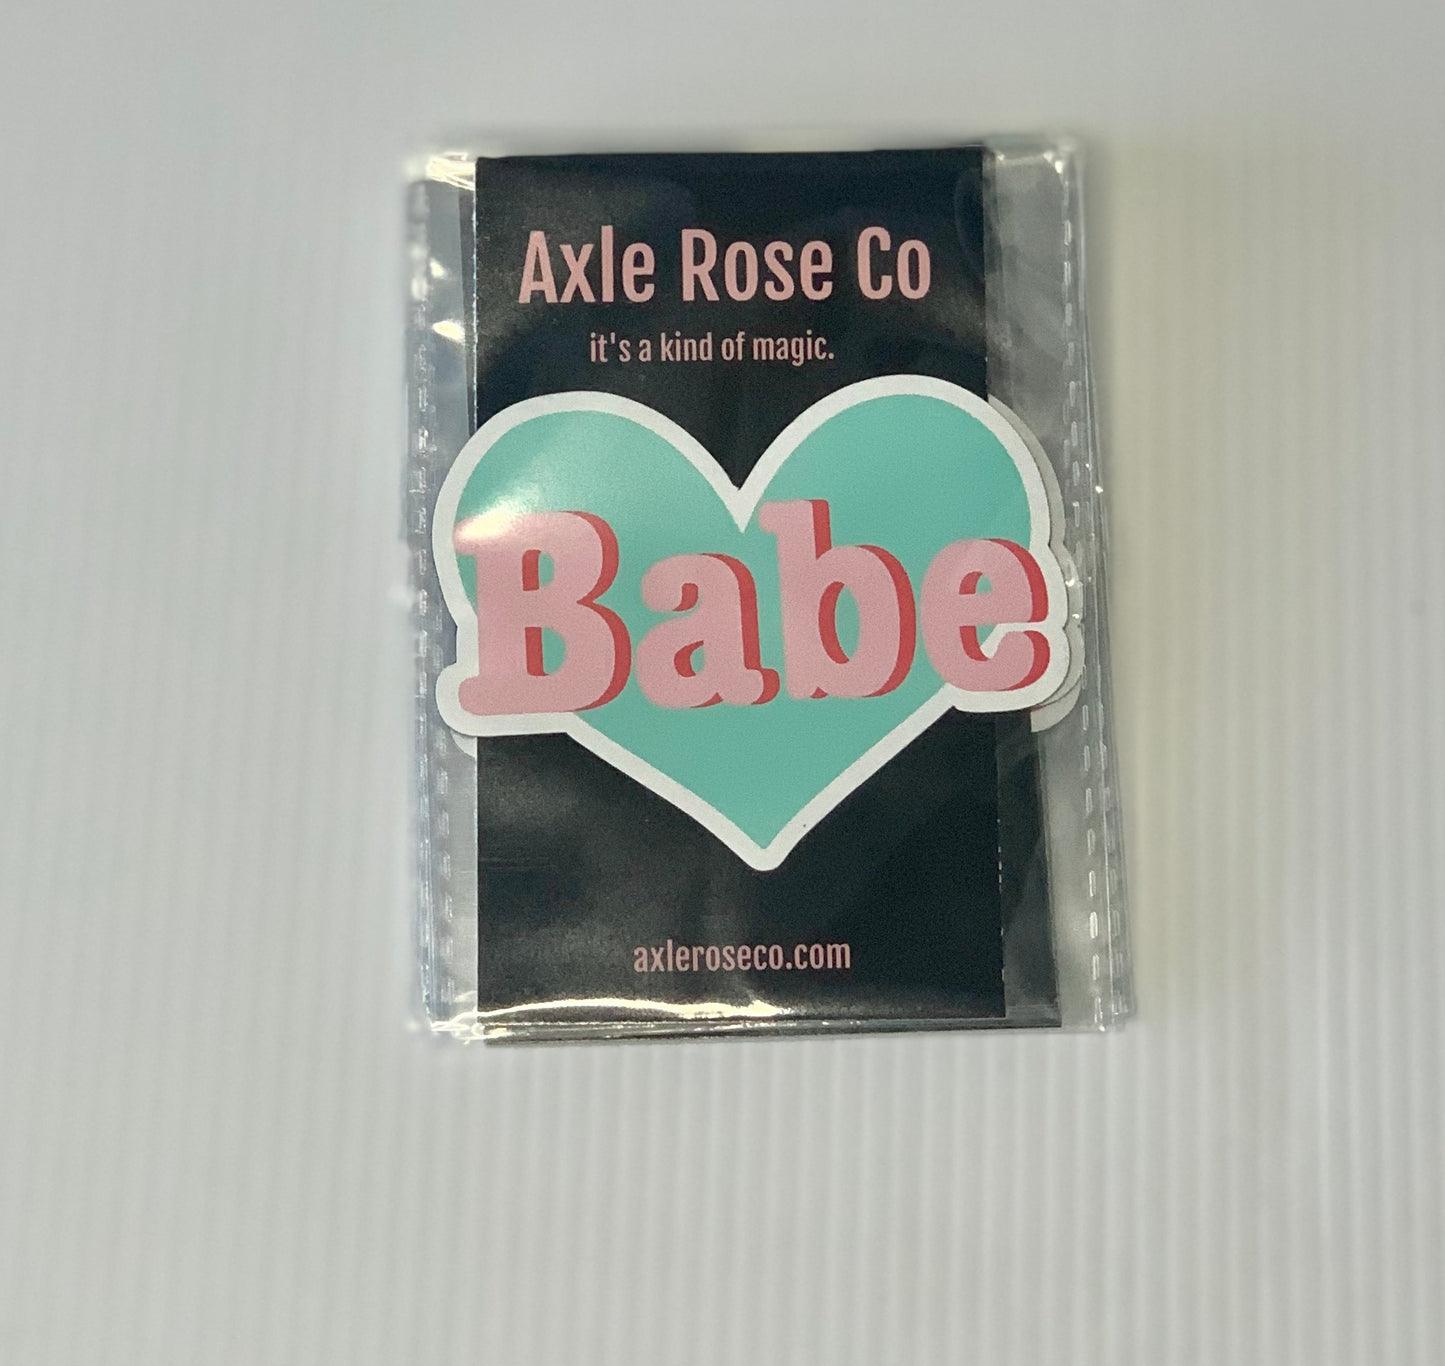 Axle Rose Co
it's a kind of magic.
Babe
axleroseco.com